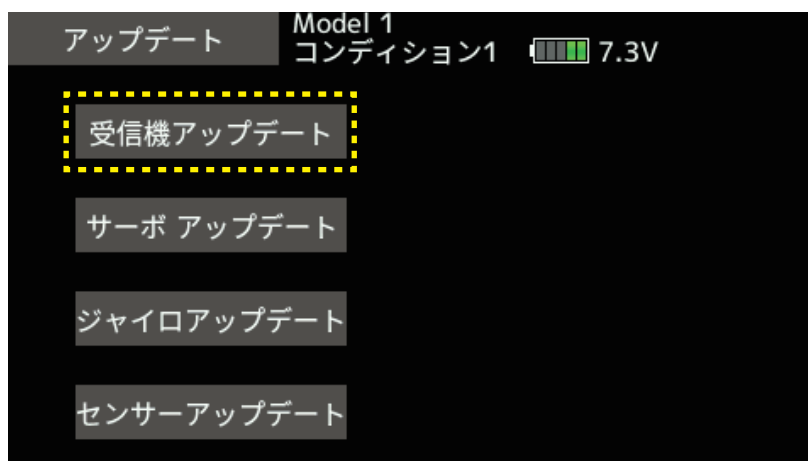 アップデート
Model 1
コンディション1 7.3V
受信機アップデート
サーボ アップデート
ジャイロアップデート
センサーアップデート